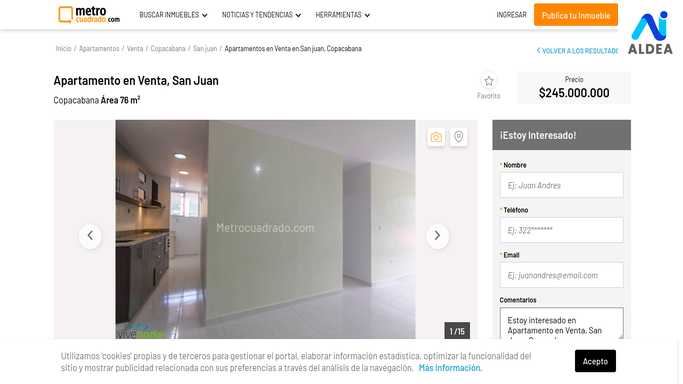 metro
cuadrado.com
BUSCAR INMUEBLES
NOTICIAS Y TENDENCIAS
HERRAMIENTAS
INGRESAR
Publica tu Inmueble
ALDEA
Inicio / Apartamentos / Venta / Copacabana / San juan / Apartamentos en Venta en San juan, Copacabana
VOLVER A LOS RESULTAD
Apartamento en Venta, San Juan
Copacabana Área 76 m²
Favorito
Precio
$245.000.000
Metrocuadrado.com
1 / 15
¡Estoy Interesado!
* Nombre
Ej: Juan Andres
* Teléfono
Ej: 322*******
* Email
Ej: juanandres@email.com
Comentarios
Estoy interesado en
Apartamento en Venta, San
Utilizamos 'cookies' propias y de terceros para gestionar el portal, elaborar información estadística, optimizar la funcionalidad del
sitio y mostrar publicidad relacionada con sus preferencias a través del análisis de la navegación. Más información.
Acepto